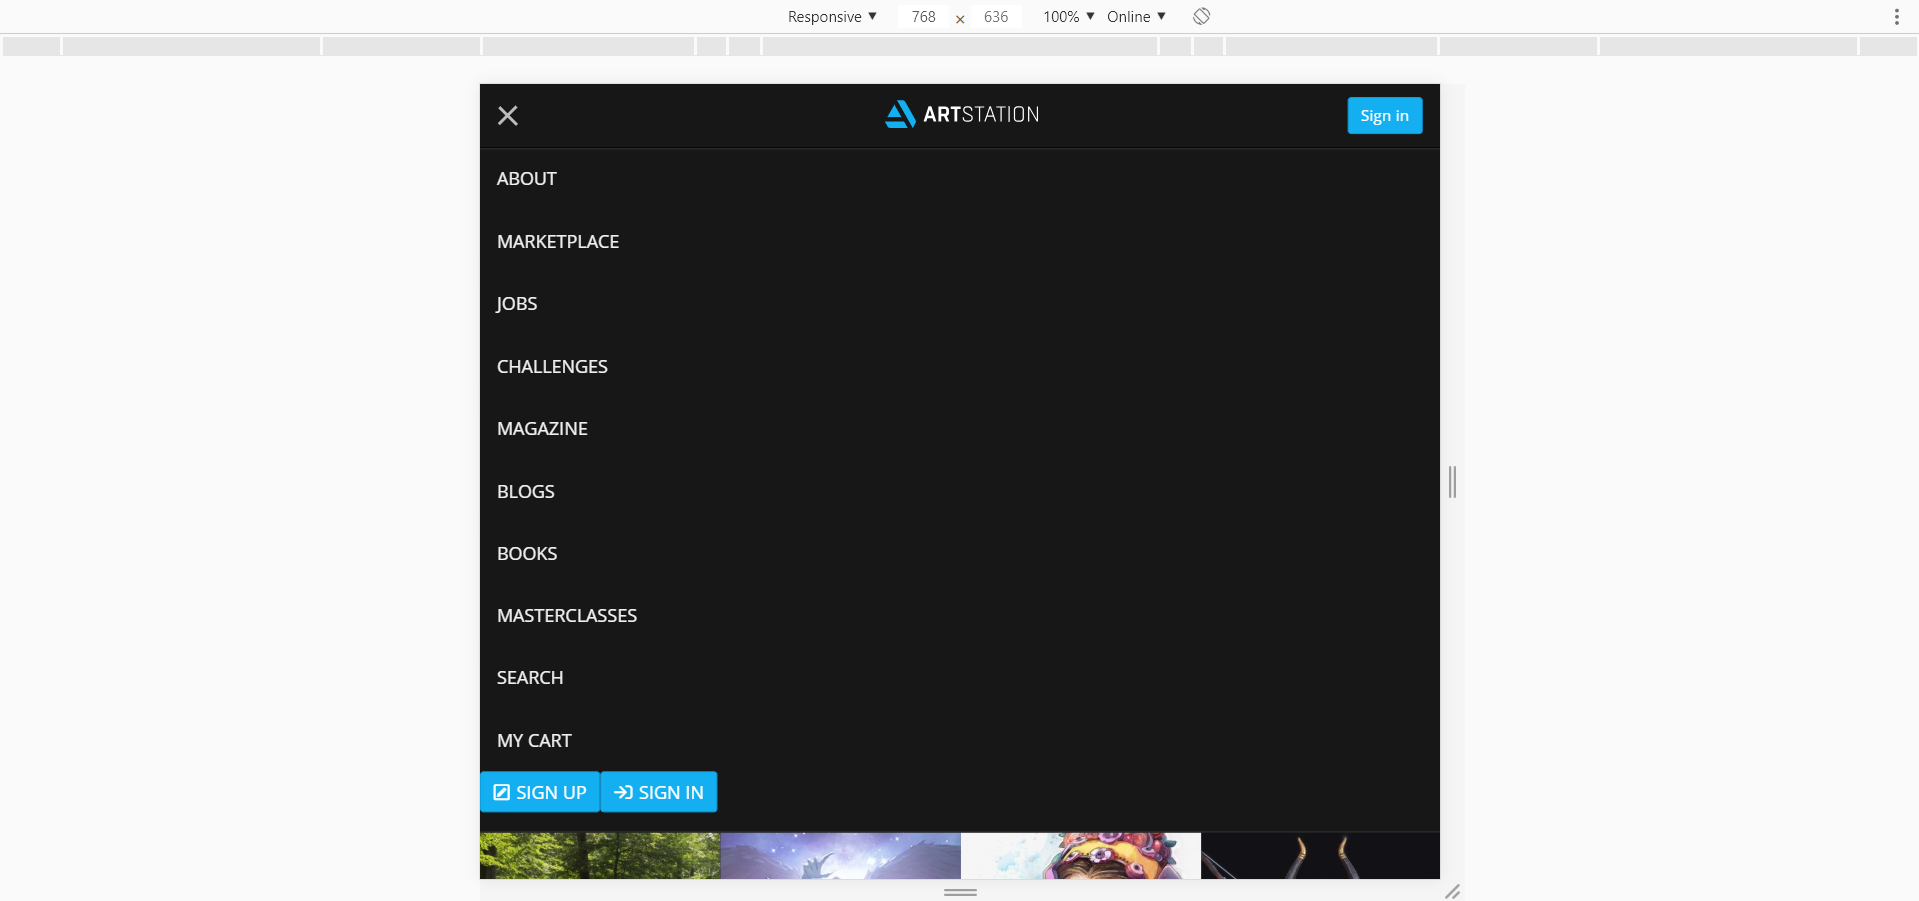 Responsive ▼ 768 × 636 100% ▼ Online ▼
ARTSTATION Sign in
ABOUT
MARKETPLACE
JOBS
CHALLENGES
MAGAZINE
BLOGS
BOOKS
MASTERCLASSES
SEARCH
MY CART
SIGN UP SIGN IN